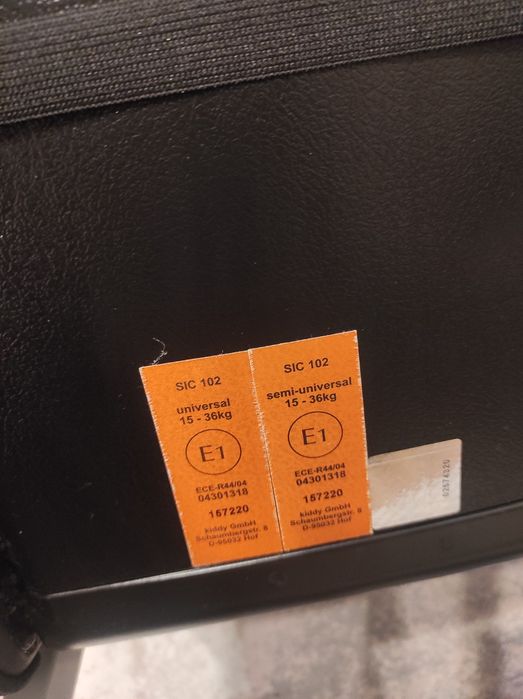 SIC 102
universal
15 - 36kg
E1
ECE-R44/04
04301318
157220
kiddy GmbH
Schaumbergstr. 8
D-95032 Hof
SIC 102
semi-universal
15 - 36kg
E1
ECE-R44/04
04301318
157220
kiddy GmbH
Schaumbergstr. 8
D-95032 Hof